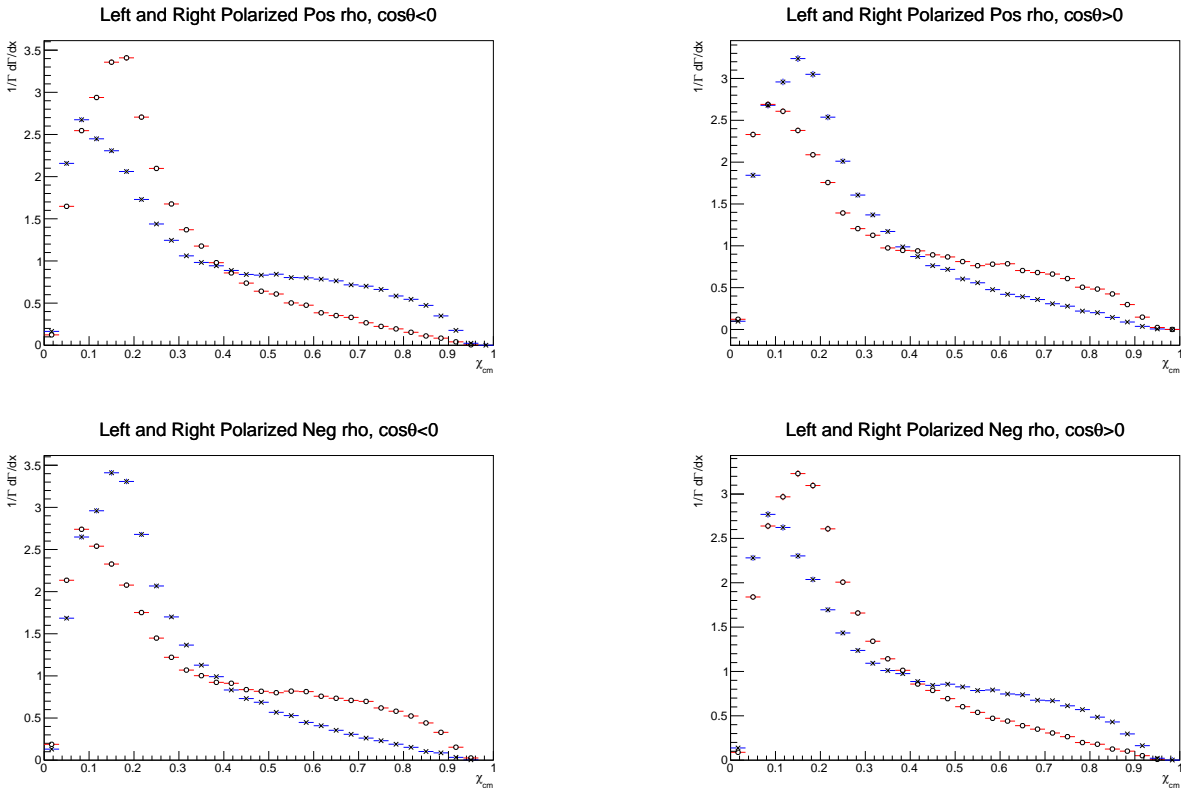 Left and Right Polarized Pos rho, cosθ<0
1/Γ dΓ/dx
3.5
3
2.5
2
1.5
1
0.5
0
0 0.1 0.2 0.3 0.4 0.5 0.6 0.7 0.8 0.9 1
χcm
Left and Right Polarized Pos rho, cosθ>0
1/Γ dΓ/dx
3
2.5
2
1.5
1
0.5
0
0 0.1 0.2 0.3 0.4 0.5 0.6 0.7 0.8 0.9 1
χcm
Left and Right Polarized Neg rho, cosθ<0
1/Γ dΓ/dx
3.5
3
2.5
2
1.5
1
0.5
0
0 0.1 0.2 0.3 0.4 0.5 0.6 0.7 0.8 0.9 1
χcm
Left and Right Polarized Neg rho, cosθ>0
1/Γ dΓ/dx
3
2.5
2
1.5
1
0.5
0
0 0.1 0.2 0.3 0.4 0.5 0.6 0.7 0.8 0.9 1
χcm